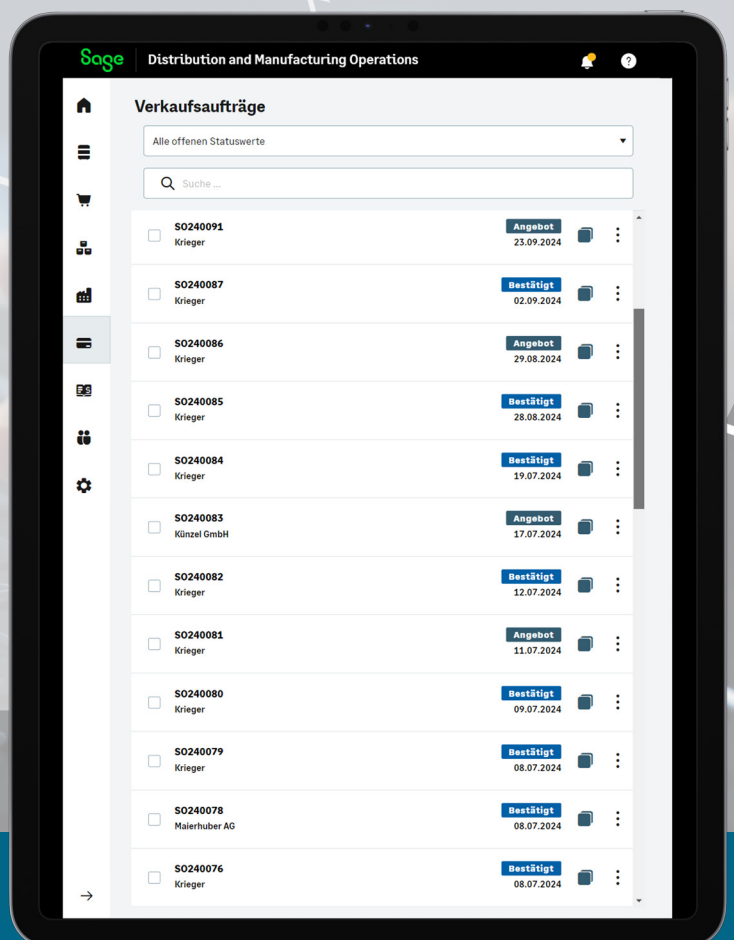 Sage Distribution and Manufacturing Operations
?
Verkaufsaufträge
Alle offenen Statuswerte
Suche ...
SO240091 Angebot
Krieger 23.09.2024
SO240087 Bestätigt
Krieger 02.09.2024
SO240086 Angebot
Krieger 29.08.2024
SO240085 Bestätigt
Krieger 28.08.2024
SO240084 Bestätigt
Krieger 19.07.2024
SO240083 Angebot
Künzel GmbH 17.07.2024
SO240082 Bestätigt
Krieger 12.07.2024
SO240081 Angebot
Krieger 11.07.2024
SO240080 Bestätigt
Krieger 09.07.2024
SO240079 Bestätigt
Krieger 08.07.2024
SO240078 Bestätigt
Maierhuber AG 08.07.2024
SO240076 Bestätigt
Krieger 08.07.2024